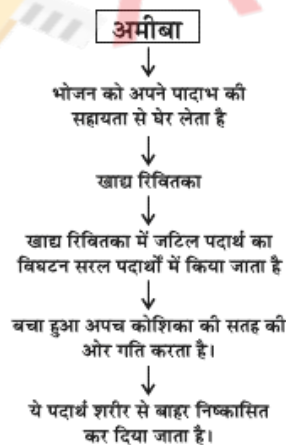 अमीबा
भोजन को अपने पादाभ की
सहायता से घेर लेता है
खाद्य रिक्तिका
खाद्य रिक्तिका में जटिल पदार्थ का
विघटन सरल पदार्थों में किया जाता है
बचा हुआ अपच कोशिका की सतह की
ओर गति करता है।
ये पदार्थ शरीर से बाहर निष्कासित
कर दिया जाता है।